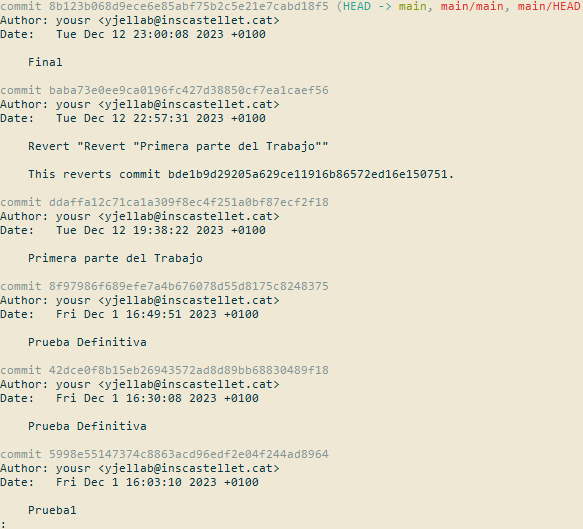 commit 8b123b068d9ece6e85abf75b2c5e21e7cabd18f5 (HEAD -> main, main/main, main/HEAD
Author: yousr <yjellab@inscastellet.cat>
Date:   Tue Dec 12 23:00:08 2023 +0100
    Final
commit baba73e0ee9ca0196fc427d38850cf7ea1caef56
Author: yousr <yjellab@inscastellet.cat>
Date:   Tue Dec 12 22:57:31 2023 +0100
    Revert "Revert "Primera parte del Trabajo""
    This reverts commit bde1b9d29205a629ce11916b86572ed16e150751.
commit ddaffa12c71ca1a309f8ec4f251a0bf87ecf2f18
Author: yousr <yjellab@inscastellet.cat>
Date:   Tue Dec 12 19:38:22 2023 +0100
    Primera parte del Trabajo
commit 8f97986f689efe7a4b676078d55d8175c8248375
Author: yousr <yjellab@inscastellet.cat>
Date:   Fri Dec 1 16:49:51 2023 +0100
    Prueba Definitiva
commit 42dce0f8b15eb26943572ad8d89bb68830489f18
Author: yousr <yjellab@inscastellet.cat>
Date:   Fri Dec 1 16:30:08 2023 +0100
    Prueba Definitiva
commit 5998e55147374c8863acd96edf2e04f244ad8964
Author: yousr <yjellab@inscastellet.cat>
Date:   Fri Dec 1 16:03:10 2023 +0100
    Prueba1
: